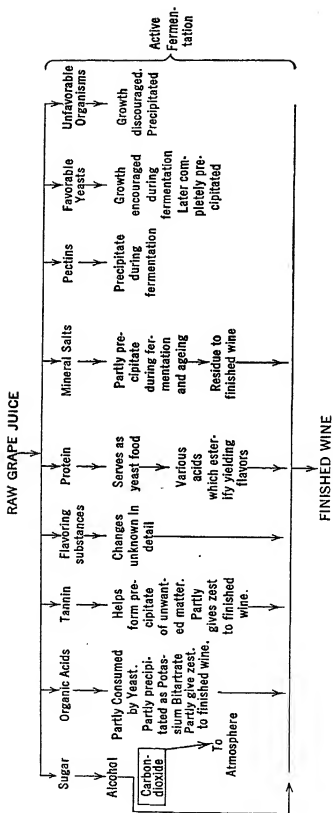 RAW GRAPE JUICE
Sugar
Alcohol
Carbon-
dioxide
To
Atmosphere
Organic Acids
Partly Consumed
by Yeast.
Partly precipi-
tated as Potas-
sium Bitartrate
Partly give zest.
to finished wine.
Tannin
Helps
form pre-
cipitate
of unwant-
ed matter.
Partly
gives zest
to finished
wine.
Flavoring
substances
Changes
unknown in
detail
Protein
Serves as
yeast food
Various
acids
which ester-
ify yielding
flavors
Mineral Salts
Partly pre-
cipitate
during fer-
mentation
and ageing
Residue to
finished wine
Pectins
Precipitate
during
fermentation
Favorable
Yeasts
Growth
encouraged
during
fermentation
Later com-
pletely pre-
cipitated
Unfavorable
Organisms
Growth
discouraged.
Precipitated
Active
Fermen-
tation
FINISHED WINE